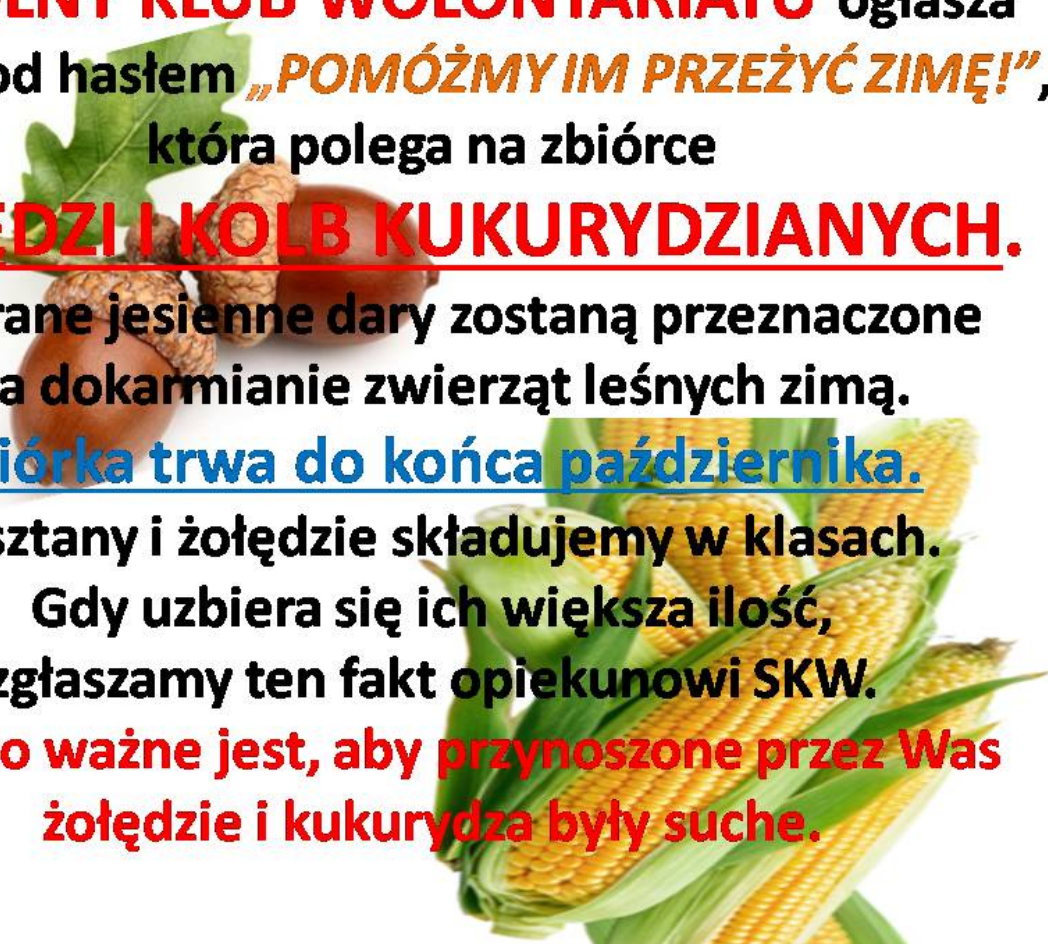 KLUB WOLONTARIATU ogłasza
hasłem „POMÓŻMY IM PRZEŻYĆ ZIMĘ!”,
która polega na zbiórce
I KOLB KUKURYDZIANYCH.
jesienne dary zostaną przeznaczone
dokarmianie zwierząt leśnych zimą.
trwa do końca października.
i żołędzie składujemy w klasach.
Gdy uzbiera się ich większa ilość,
zgłaszamy ten fakt opiekunowi SKW.
ważne jest, aby przynoszone przez Was
żołędzie i kukurydza były suche.